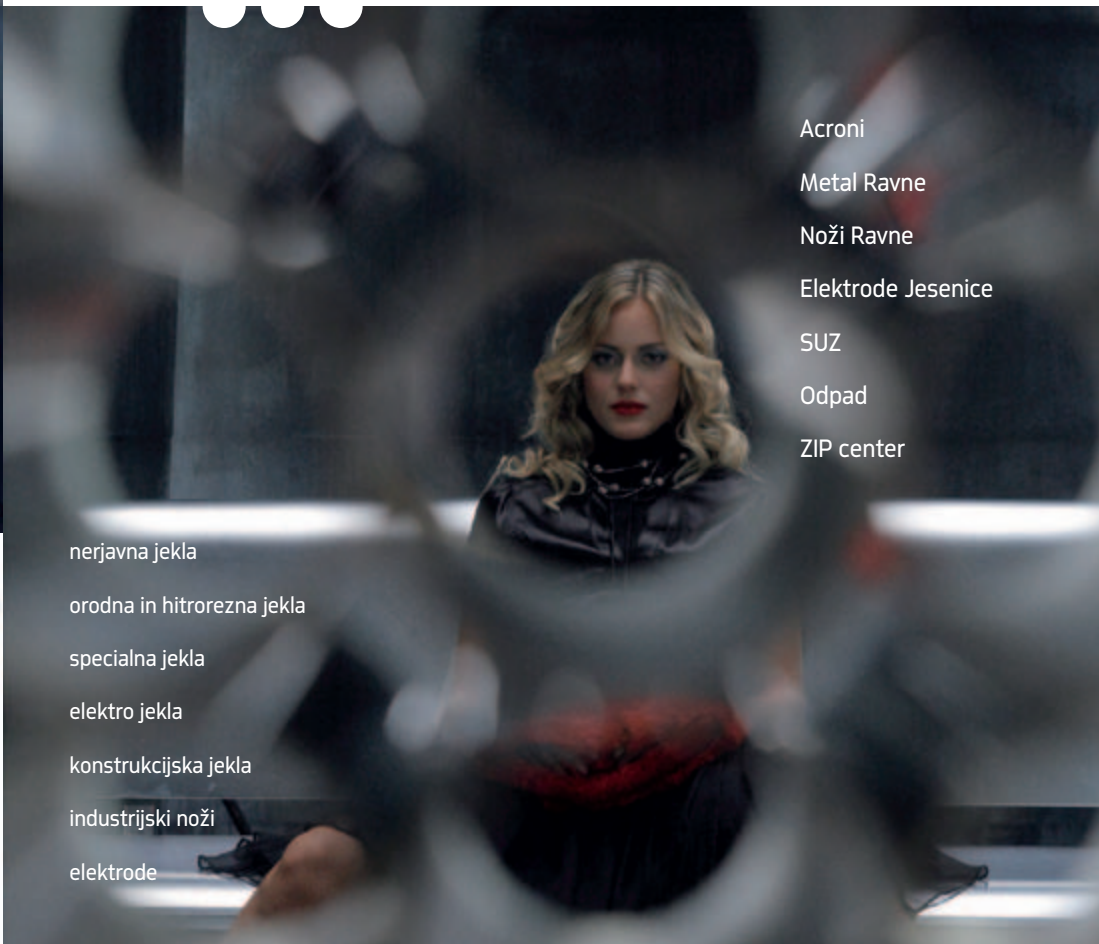 Acroni
Metal Ravne
Noži Ravne
Elektrode Jesenice
SUZ
Odpad
ZIP center
nerjavna jekla
orodna in hitrorezna jekla
specialna jekla
elektro jekla
konstrukcijska jekla
industrijski noži
elektrode